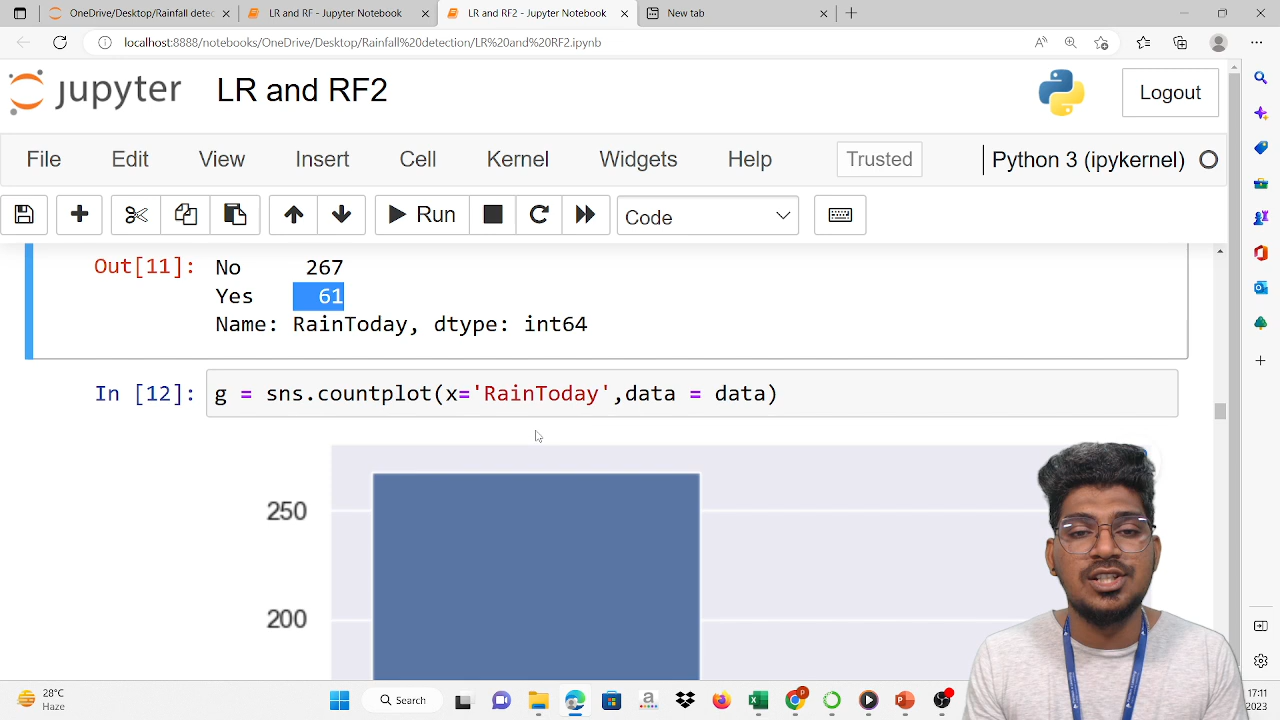 OneDrive/Desktop/Rainfall detec
LR and RF - Jupyter Notebook
LR and RF2 - Jupyter Notebook
New tab
localhost:8888/notebooks/OneDrive/Desktop/Rainfall%20detection/LR%20and%20RF2.ipynb
jupyter LR and RF2
Logout
File Edit View Insert Cell Kernel Widgets Help
Trusted
Python 3 (ipykernel)
Run
Code
Out[11]: No 267
Yes 61
Name: RainToday, dtype: int64
In [12]: g = sns.countplot(x='RainToday',data = data)
250
200
28°C
Haze
Search
17:11
2023